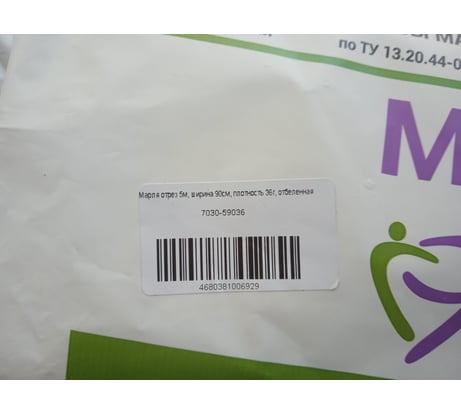 по ТУ 13.20.44-0
М
Марля отрез 5м, ширина 90см, плотность 36г, отбеленная
7030-59036
4680381006929